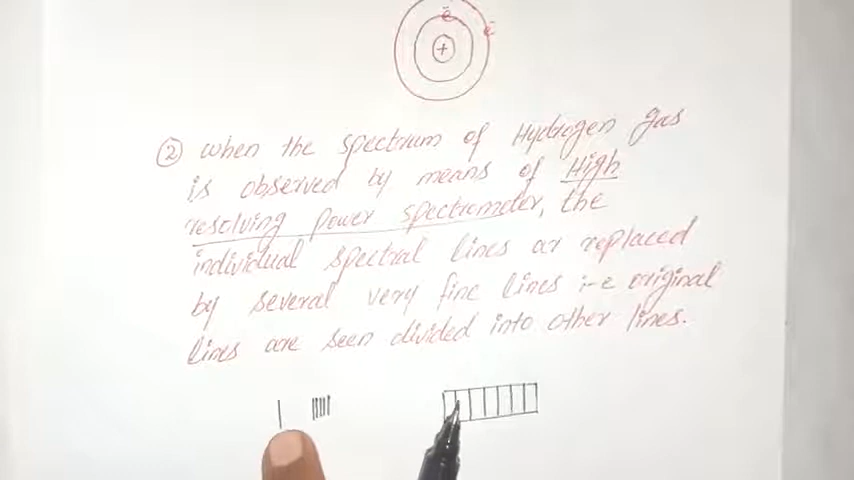 ē
ē
+
② when the spectrum of Hydrogen gas
is observed by means of High
resolving power spectrometer, the
individual spectral lines ar replaced
by several very fine lines i-e original
lines are seen divided into other lines.